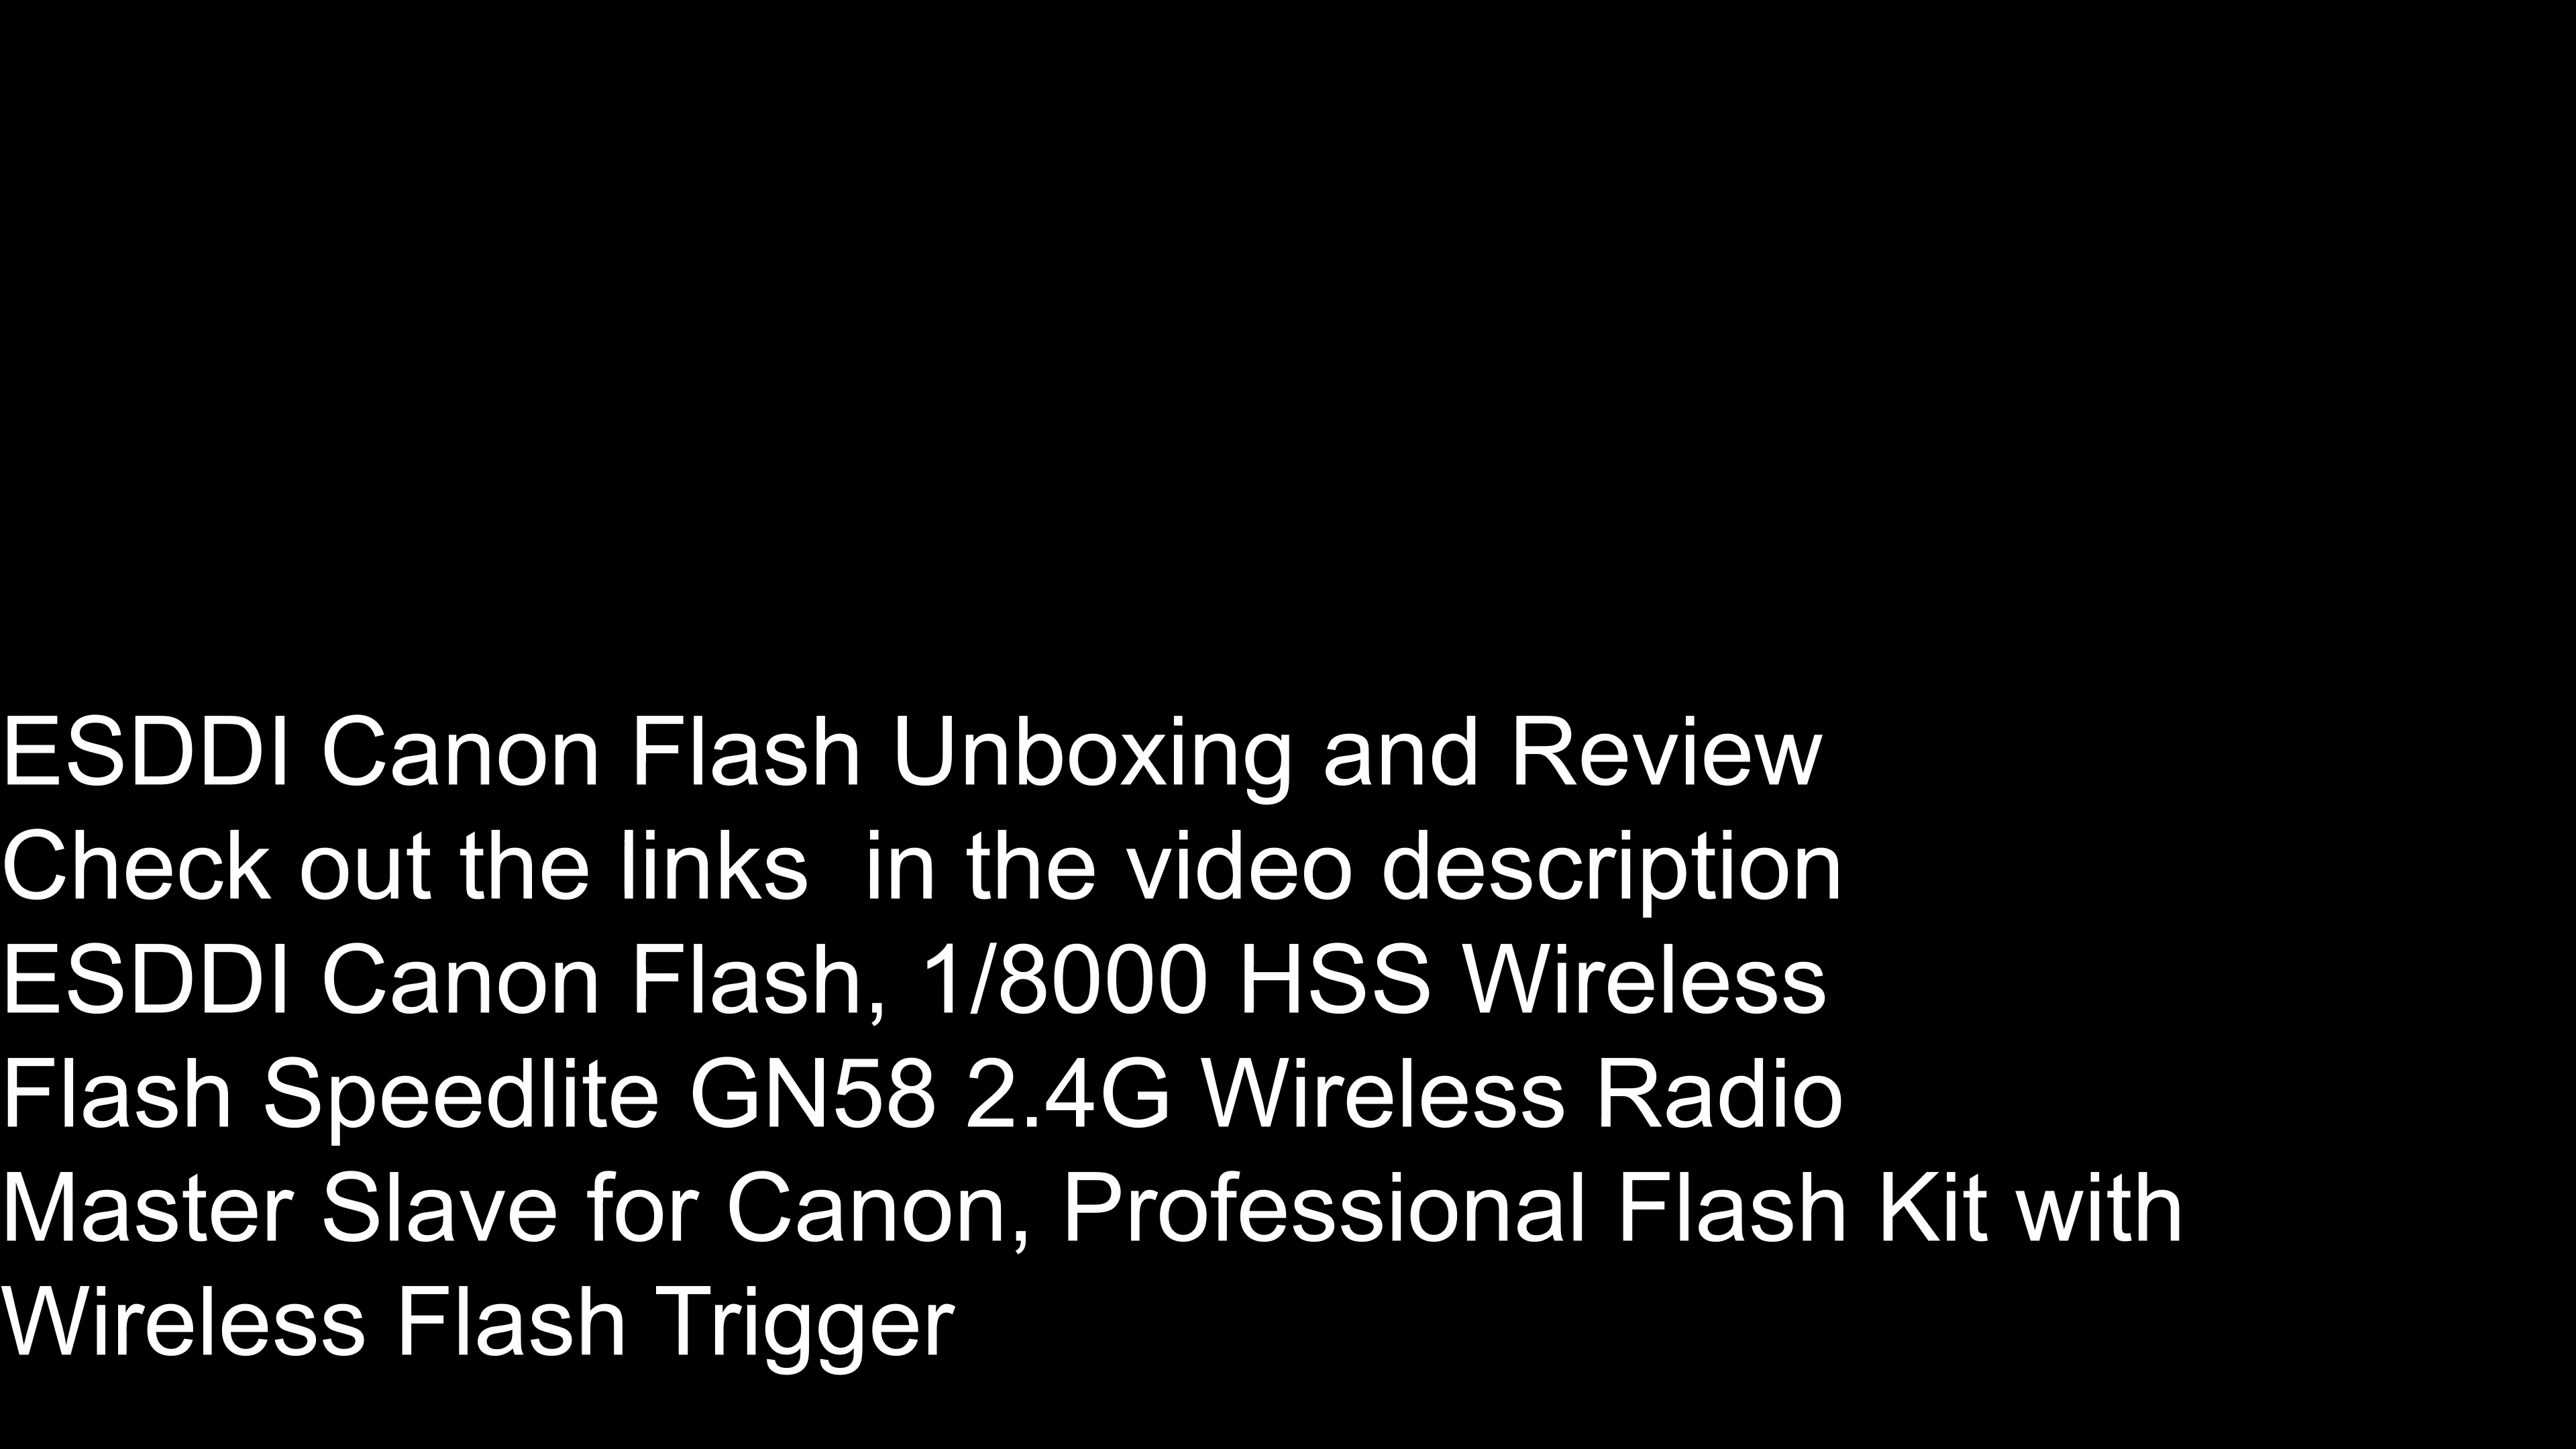 ESDDI Canon Flash Unboxing and Review
Check out the links  in the video description
ESDDI Canon Flash, 1/8000 HSS Wireless
Flash Speedlite GN58 2.4G Wireless Radio
Master Slave for Canon, Professional Flash Kit with
Wireless Flash Trigger